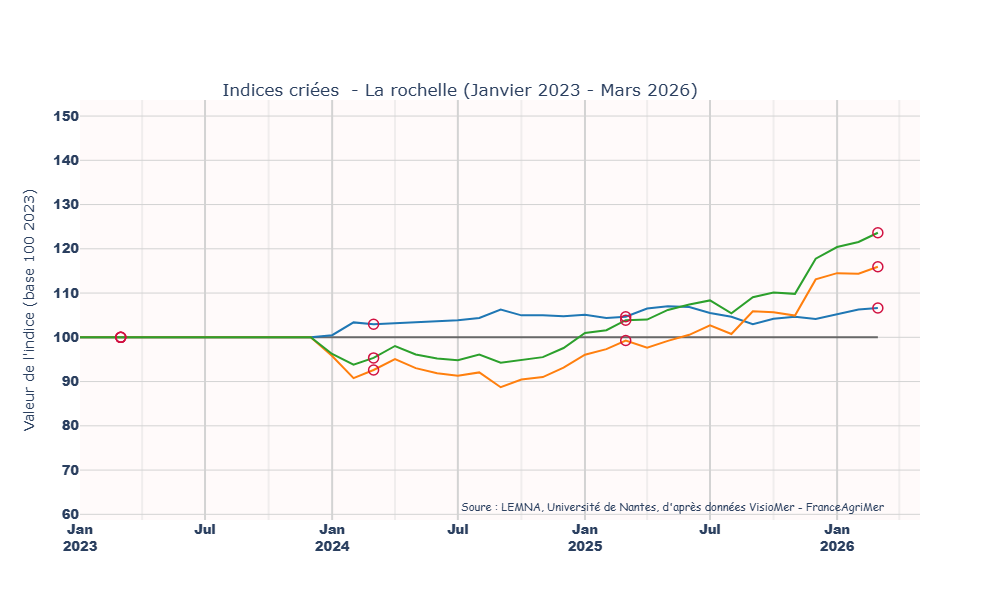 Indices criées  - La rochelle (Janvier 2023 - Mars 2026)
Valeur de l'indice (base 100 2023)
150
140
130
120
110
100
90
80
70
60
Soure : LEMNA, Université de Nantes, d'après données VisioMer - FranceAgriMer
Jan Jul Jan Jul Jan Jul Jan
2023 2024 2025 2026